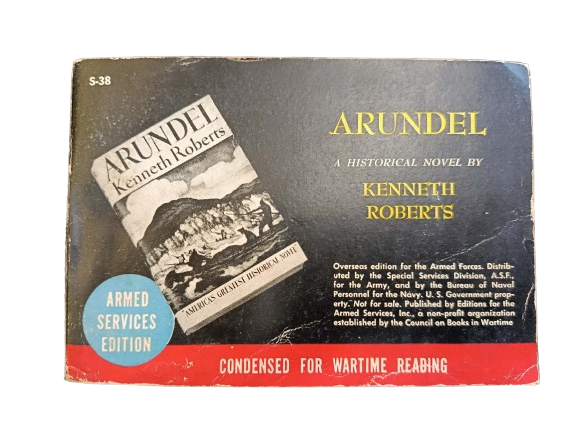 S-38
ARUNDEL
Kenneth Roberts
"AMERICA'S GREATEST HISTORICAL NOVEL"
ARUNDEL
A HISTORICAL NOVEL BY
KENNETH
ROBERTS
Overseas edition for the Armed Forces. Distrib-
uted by the Special Services Division, A.S.F.,
for the Army, and by the Bureau of Naval
Personnel for the Navy. U. S. Government prop-
erty. Not for sale. Published by Editions for the
Armed Services, Inc., a non-profit organization
established by the Council on Books in Wartime
ARMED
SERVICES
EDITION
CONDENSED FOR WARTIME READING